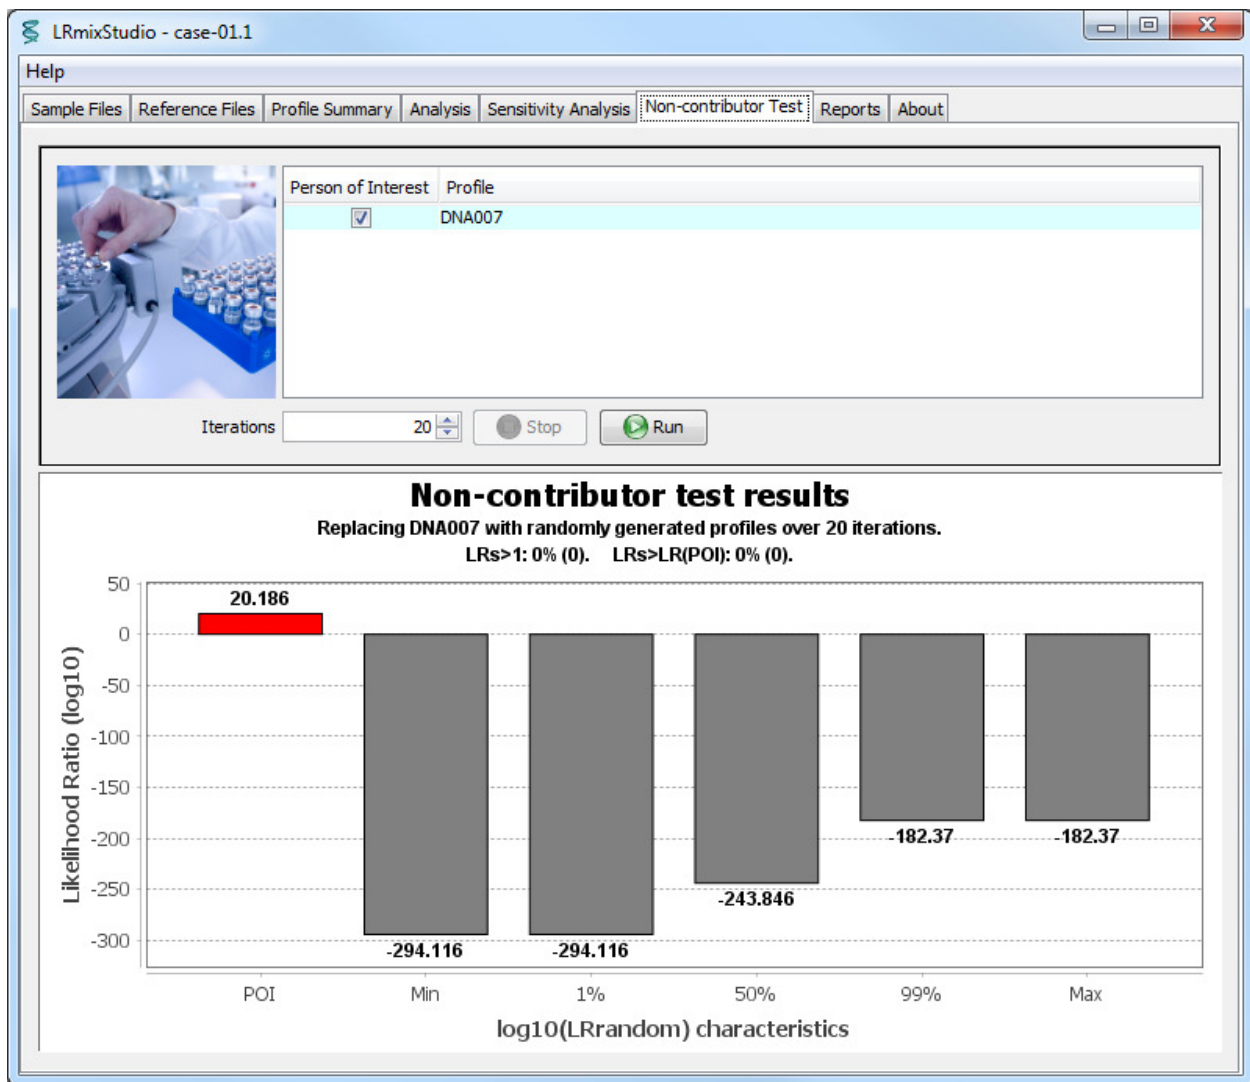 LRmixStudio - case-01.1
Help
Sample Files Reference Files Profile Summary Analysis Sensitivity Analysis Non-contributor Test Reports About
Person of Interest Profile
DNA007
Iterations 20 Stop Run
Non-contributor test results
Replacing DNA007 with randomly generated profiles over 20 iterations.
LRs>1: 0% (0). LRs>LR(POI): 0% (0).
Likelihood Ratio (log10)
50
0
-50
-100
-150
-200
-250
-300
20.186
-294.116
-294.116
-243.846
-182.37
-182.37
POI Min 1% 50% 99% Max
log10(LRrandom) characteristics